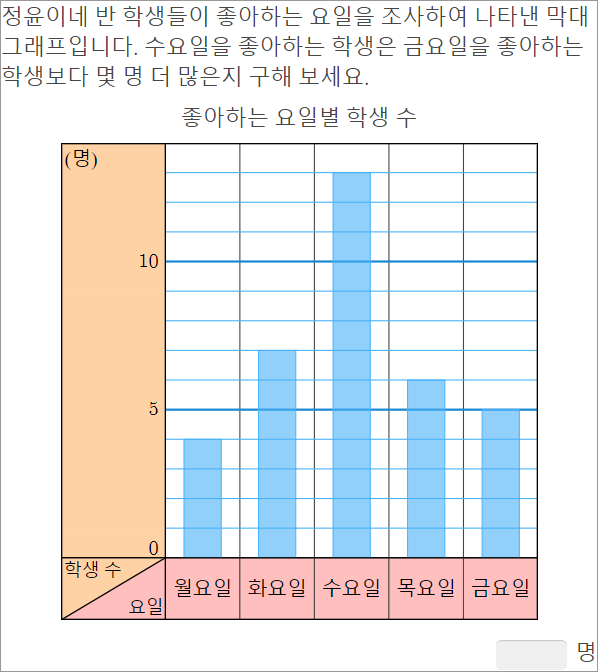 정윤이네 반 학생들이 좋아하는 요일을 조사하여 나타낸 막대
그래프입니다. 수요일을 좋아하는 학생은 금요일을 좋아하는
학생보다 몇 명 더 많은지 구해 보세요.
좋아하는 요일별 학생 수
(명)
10
5
0
학생 수
요일
월요일 화요일 수요일 목요일 금요일
명